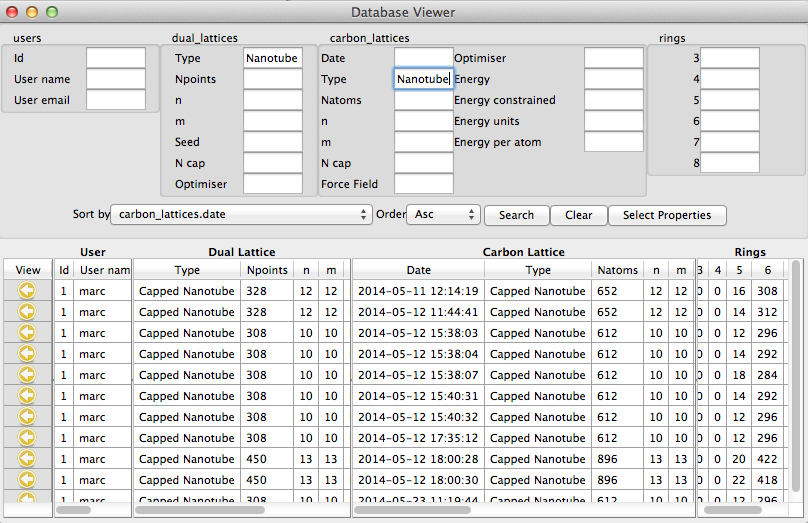 Database Viewer
users dual_lattices carbon_lattices rings
Id Type Nanotube Date Optimiser 3
User name Npoints Type Nanotube Energy 4
User email n Natoms Energy constrained 5
m n Energy units 6
Seed m Energy per atom 7
N cap N cap 8
Optimiser Force Field
Sort by carbon_lattices.date Order Asc Search Clear Select Properties
User Dual Lattice Carbon Lattice Rings
View Id User nam Type Npoints n m Date Type Natoms n m 3 4 5 6
1 marc Capped Nanotube 328 12 12 2014-05-11 12:14:19 Capped Nanotube 652 12 12 0 0 16 308
1 marc Capped Nanotube 328 12 12 2014-05-12 11:44:41 Capped Nanotube 652 12 12 0 0 14 312
1 marc Capped Nanotube 308 10 10 2014-05-12 15:38:03 Capped Nanotube 612 10 10 0 0 12 296
1 marc Capped Nanotube 308 10 10 2014-05-12 15:38:04 Capped Nanotube 612 10 10 0 0 14 292
1 marc Capped Nanotube 308 10 10 2014-05-12 15:38:07 Capped Nanotube 612 10 10 0 0 18 284
1 marc Capped Nanotube 308 10 10 2014-05-12 15:40:31 Capped Nanotube 612 10 10 0 0 14 292
1 marc Capped Nanotube 308 10 10 2014-05-12 15:40:32 Capped Nanotube 612 10 10 0 0 12 296
1 marc Capped Nanotube 308 10 10 2014-05-12 17:35:12 Capped Nanotube 612 10 10 0 0 12 296
1 marc Capped Nanotube 450 13 13 2014-05-12 18:00:28 Capped Nanotube 896 13 13 0 0 20 422
1 marc Capped Nanotube 450 13 13 2014-05-12 18:00:30 Capped Nanotube 896 13 13 0 0 22 418
1 marc Capped Nanotube 308 10 10 2014-05-23 11:19:44 Capped Nanotube 612 10 10 0 0 12 296